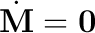 Ṁ = 0